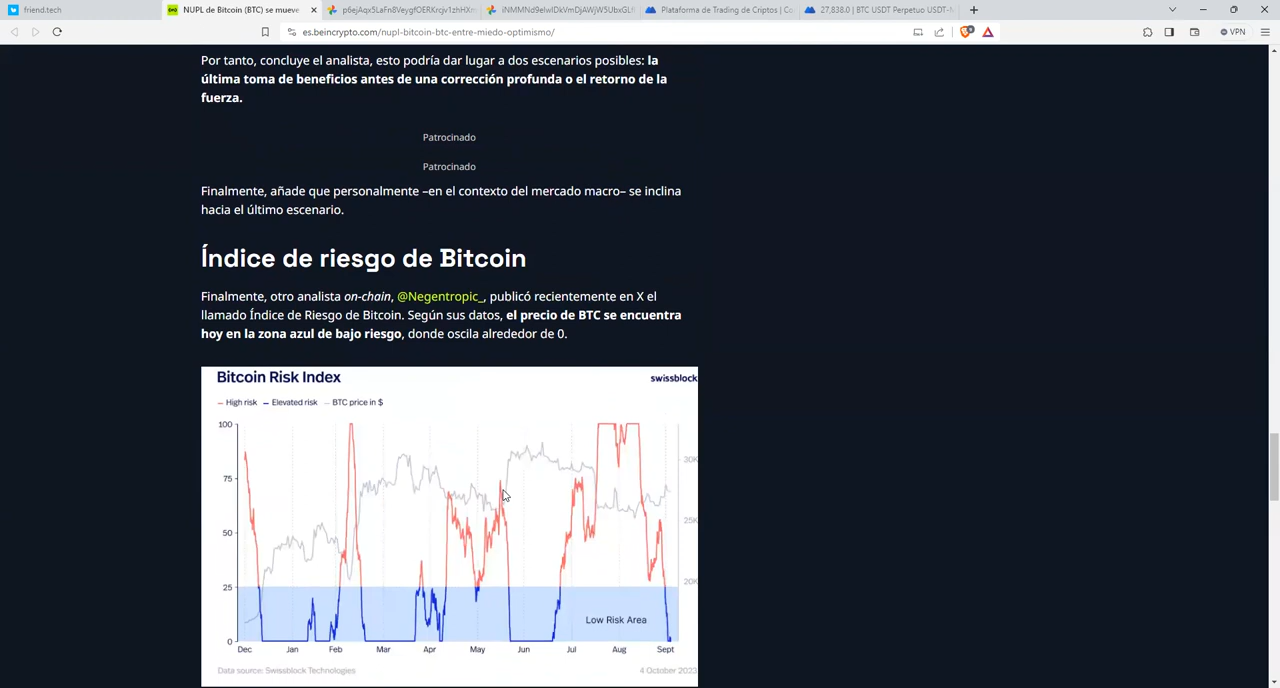 friend.tech
NUPL de Bitcoin (BTC) se mueve
Plataforma de Trading de Criptos | Co
27,838.0 | BTC USDT Perpetuo USDT-M
es.beincrypto.com/nupl-bitcoin-btc-entre-miedo-optimismo/
VPN
Por tanto, concluye el analista, esto podría dar lugar a dos escenarios posibles: la
última toma de beneficios antes de una corrección profunda o el retorno de la
fuerza.
Patrocinado
Patrocinado
Finalmente, añade que personalmente –en el contexto del mercado macro– se inclina
hacia el último escenario.
Índice de riesgo de Bitcoin
Finalmente, otro analista on-chain, @Negentropic_, publicó recientemente en X el
llamado Índice de Riesgo de Bitcoin. Según sus datos, el precio de BTC se encuentra
hoy en la zona azul de bajo riesgo, donde oscila alrededor de 0.
Bitcoin Risk Index
swissblock
High risk Elevated risk BTC price in $
100
75
50
25
0
30K
25K
20K
Low Risk Area
Dec Jan Feb Mar Apr May Jun Jul Aug Sept
Data source: Swissblock Technologies
4 October 2023